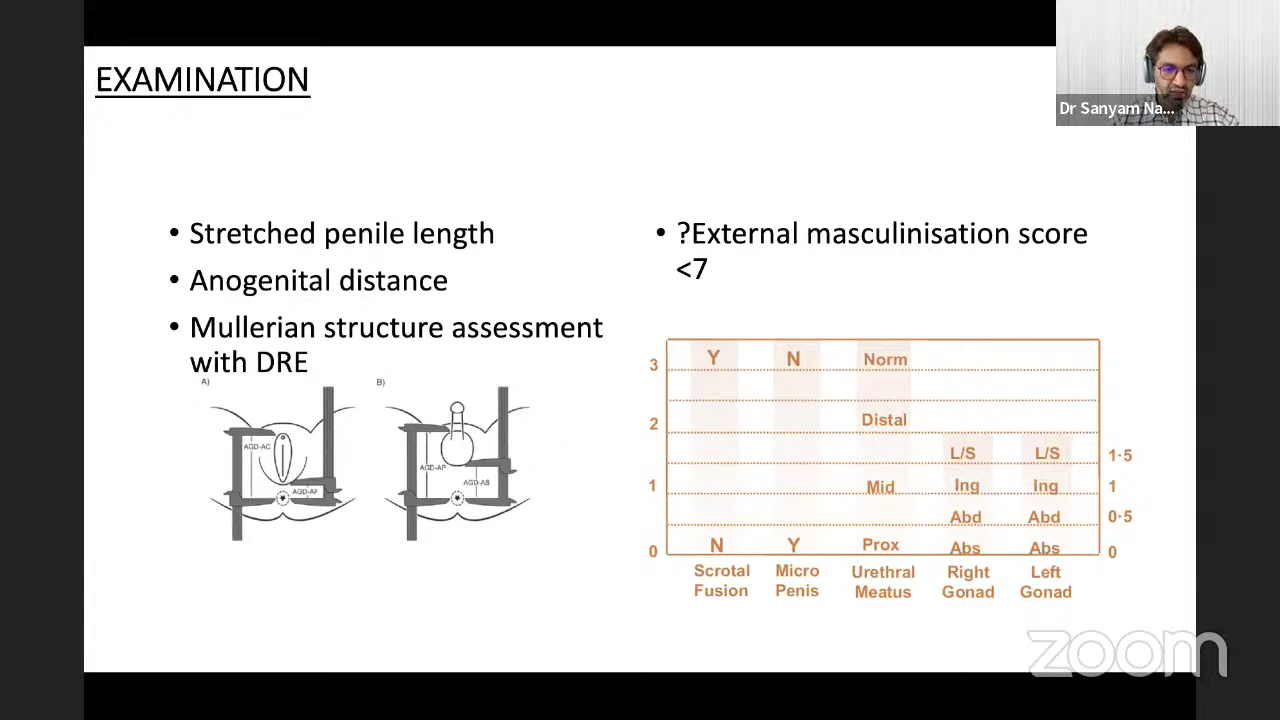 EXAMINATION
Dr Sanyam Na...
• Stretched penile length
• Anogenital distance
• Mullerian structure assessment
with DRE
• ?External masculinisation score
<7
A)
B)
AGD-AC
AGD-AF
AGD-AP
AGD-AS
3
Y
N
Norm
2
Distal
L/S
L/S
1·5
1
Mid
Ing
Ing
1
Abd
Abd
0·5
0
N
Y
Prox
Abs
Abs
0
Scrotal
Fusion
Micro
Penis
Urethral
Meatus
Right
Gonad
Left
Gonad
zoom